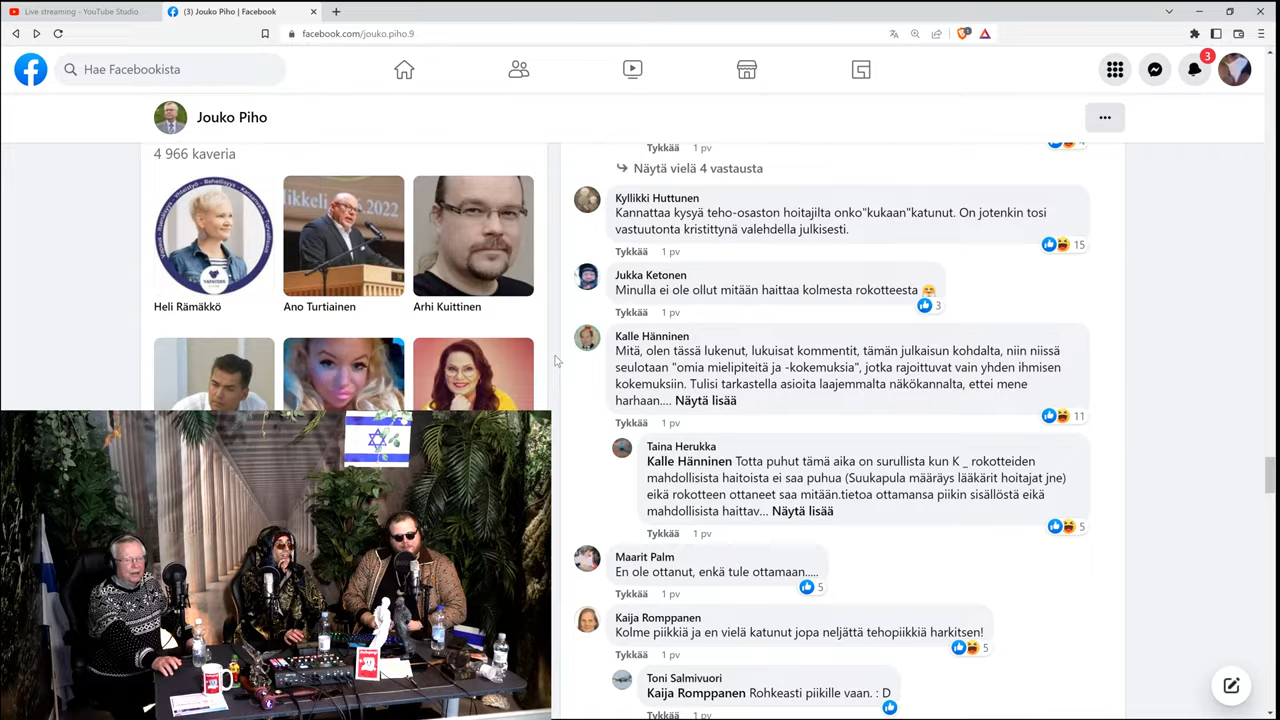 Live streaming - YouTube Studio
(3) Jouko Piho | Facebook
facebook.com/jouko.piho.9
Hae Facebookista
3
Jouko Piho
4 966 kaveria
Heli Rämäkkö
Ano Turtiainen
Arhi Kuittinen
Tykkää 1 pv
Näytä vielä 4 vastausta
Kyllikki Huttunen
Kannattaa kysyä teho-osaston hoitajilta onko"kukaan"katunut. On jotenkin tosi
vastuutonta kristittynä valehdella julkisesti.
Tykkää 1 pv 15
Jukka Ketonen
Minulla ei ole ollut mitään haittaa kolmesta rokotteesta 🤗
Tykkää 1 pv 3
Kalle Hänninen
Mitä, olen tässä lukenut, lukuisat kommentit, tämän julkaisun kohdalta, niin niissä
seulotaan "omia mielipiteitä ja -kokemuksia", jotka rajoittuvat vain yhden ihmisen
kokemuksiin. Tulisi tarkastella asioita laajemmalta näkökannalta, ettei mene
harhaan.... Näytä lisää
Tykkää 1 pv 11
Taina Herukka
Kalle Hänninen Totta puhut tämä aika on surullista kun K _ rokotteiden
mahdollisista haitoista ei saa puhua (Suukapula määräys lääkärit hoitajat jne)
eikä rokotteen ottaneet saa mitään.tietoa ottamansa piikin sisällöstä eikä
mahdollisista haittav... Näytä lisää
Tykkää 1 pv 5
Maarit Palm
En ole ottanut, enkä tule ottamaan.....
Tykkää 1 pv 5
Kaija Romppanen
Kolme piikkiä ja en vielä katunut jopa neljättä tehopiikkiä harkitsen!
Tykkää 1 pv 5
Toni Salmivuori
Kaija Romppanen Rohkeasti piikille vaan. : D
Tykkää 1 pv